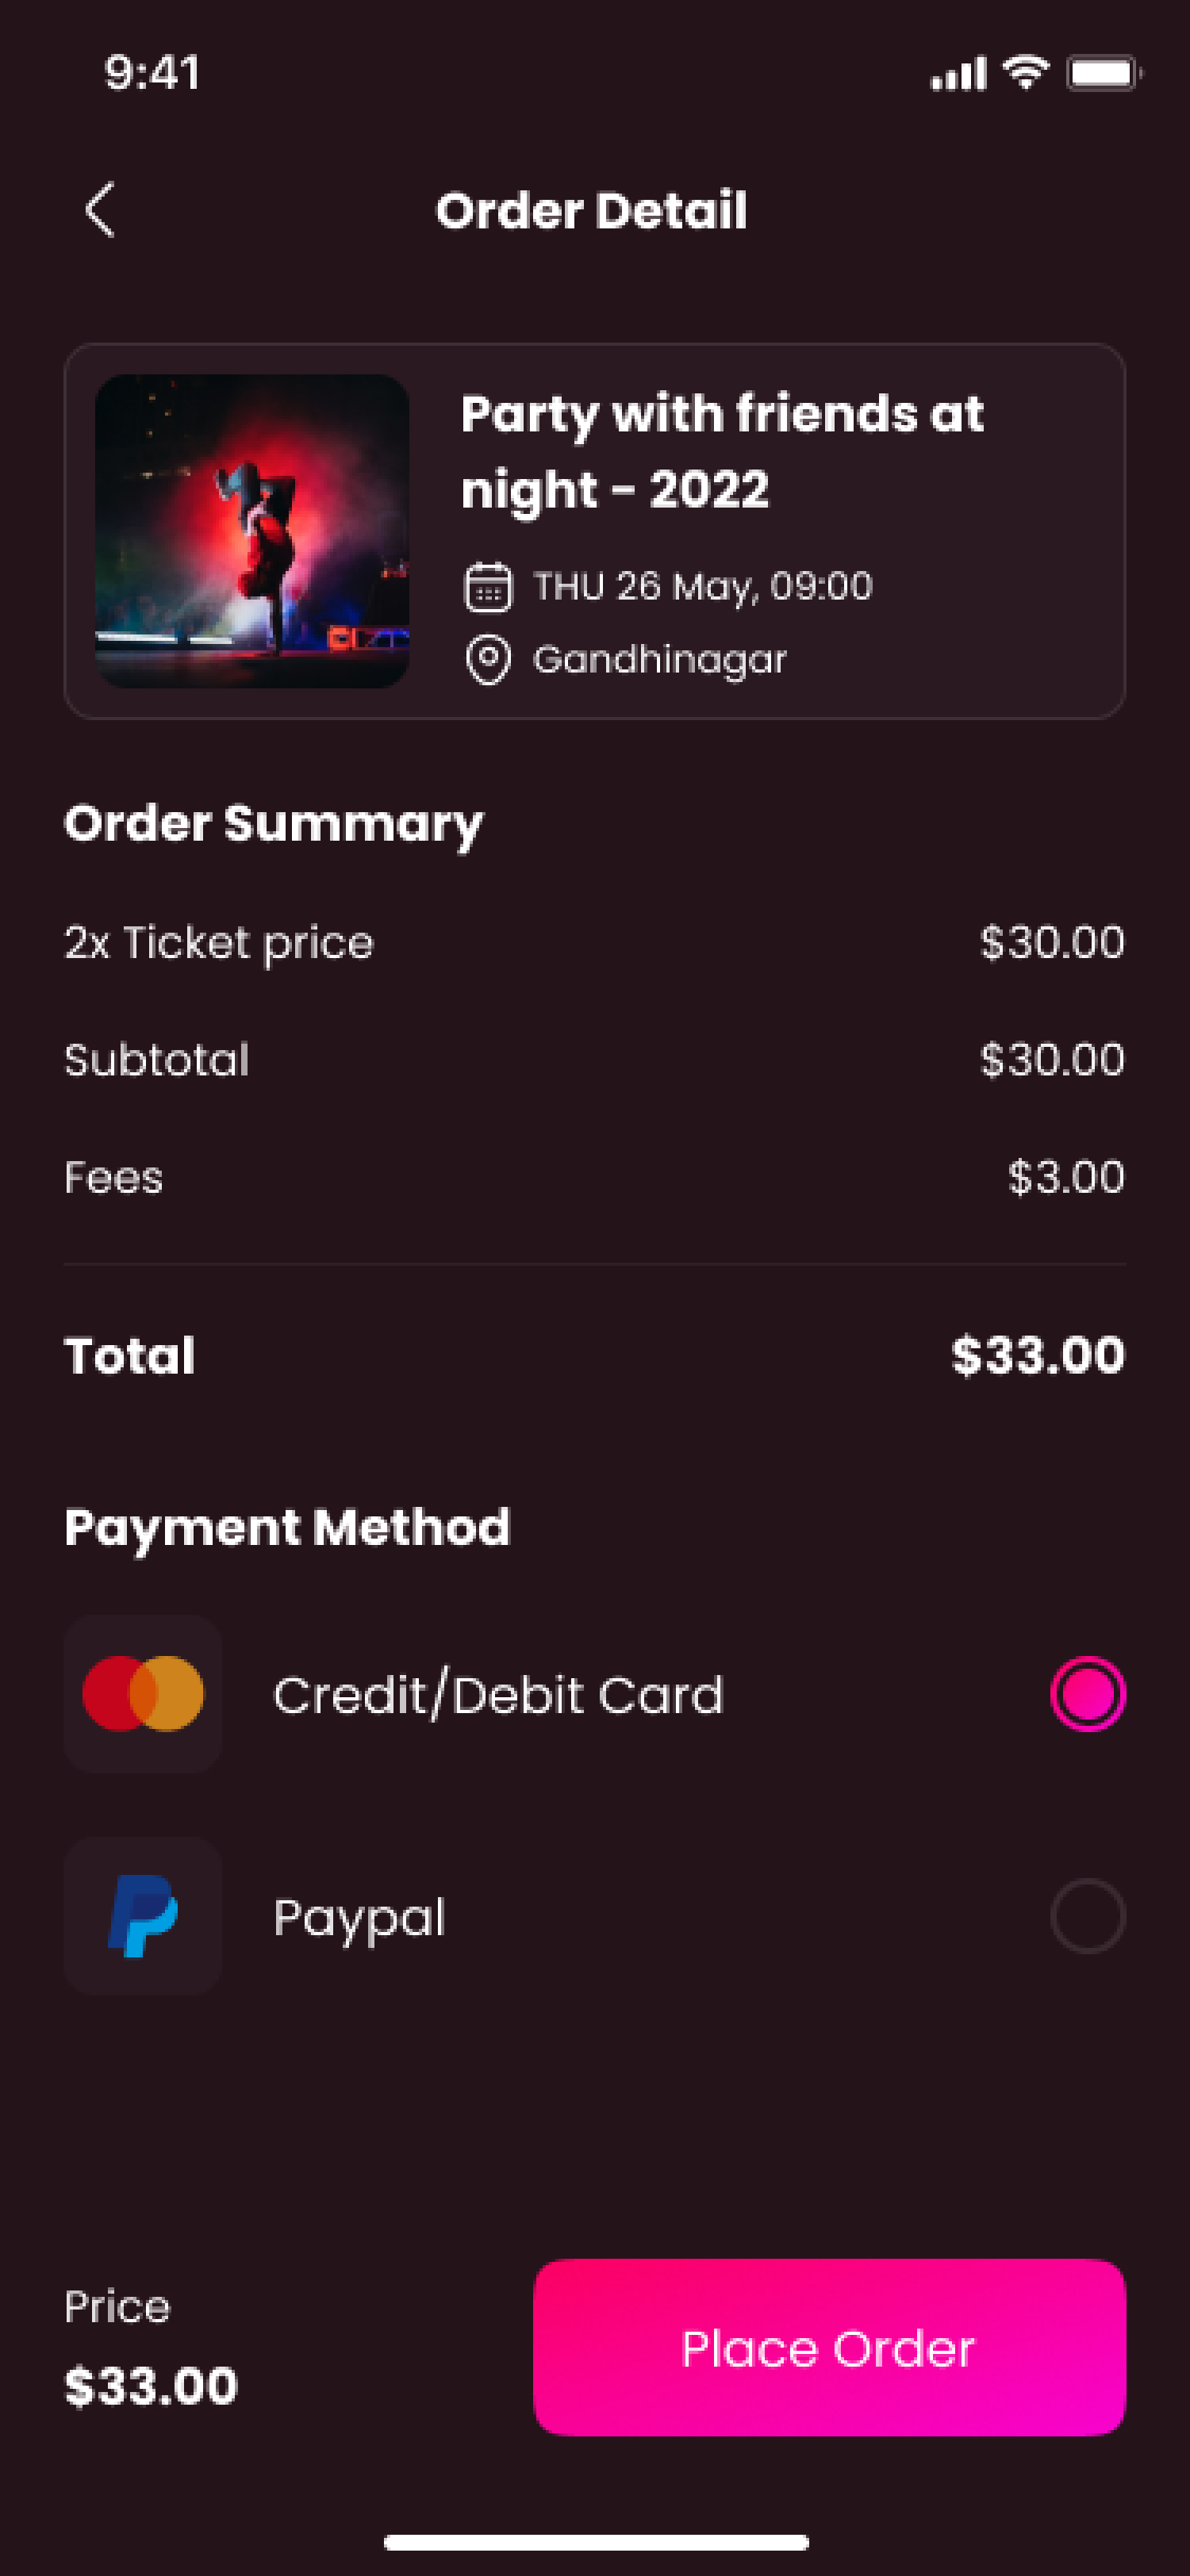 9:41
Order Detail
Party with friends at
night - 2022
THU 26 May, 09:00
Gandhinagar
Order Summary
2x Ticket price $30.00
Subtotal $30.00
Fees $3.00
Total $33.00
Payment Method
Credit/Debit Card
Paypal
Price
$33.00
Place Order